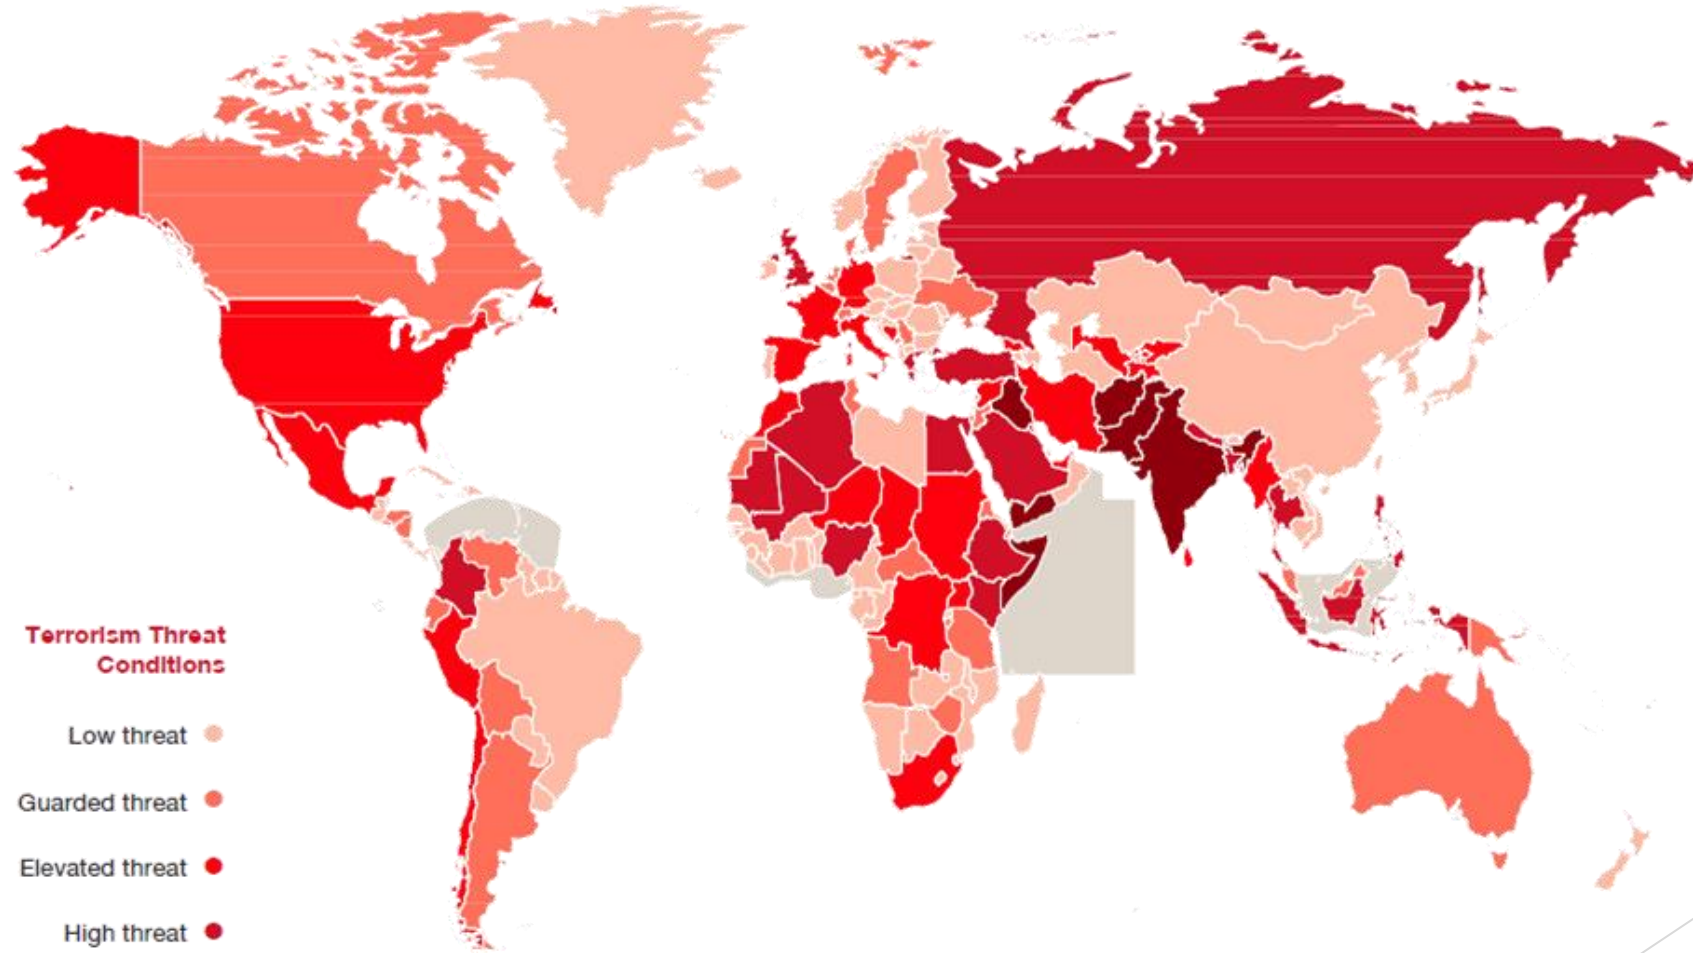 Terrorism Threat
Conditions
Low threat
Guarded threat
Elevated threat
High threat